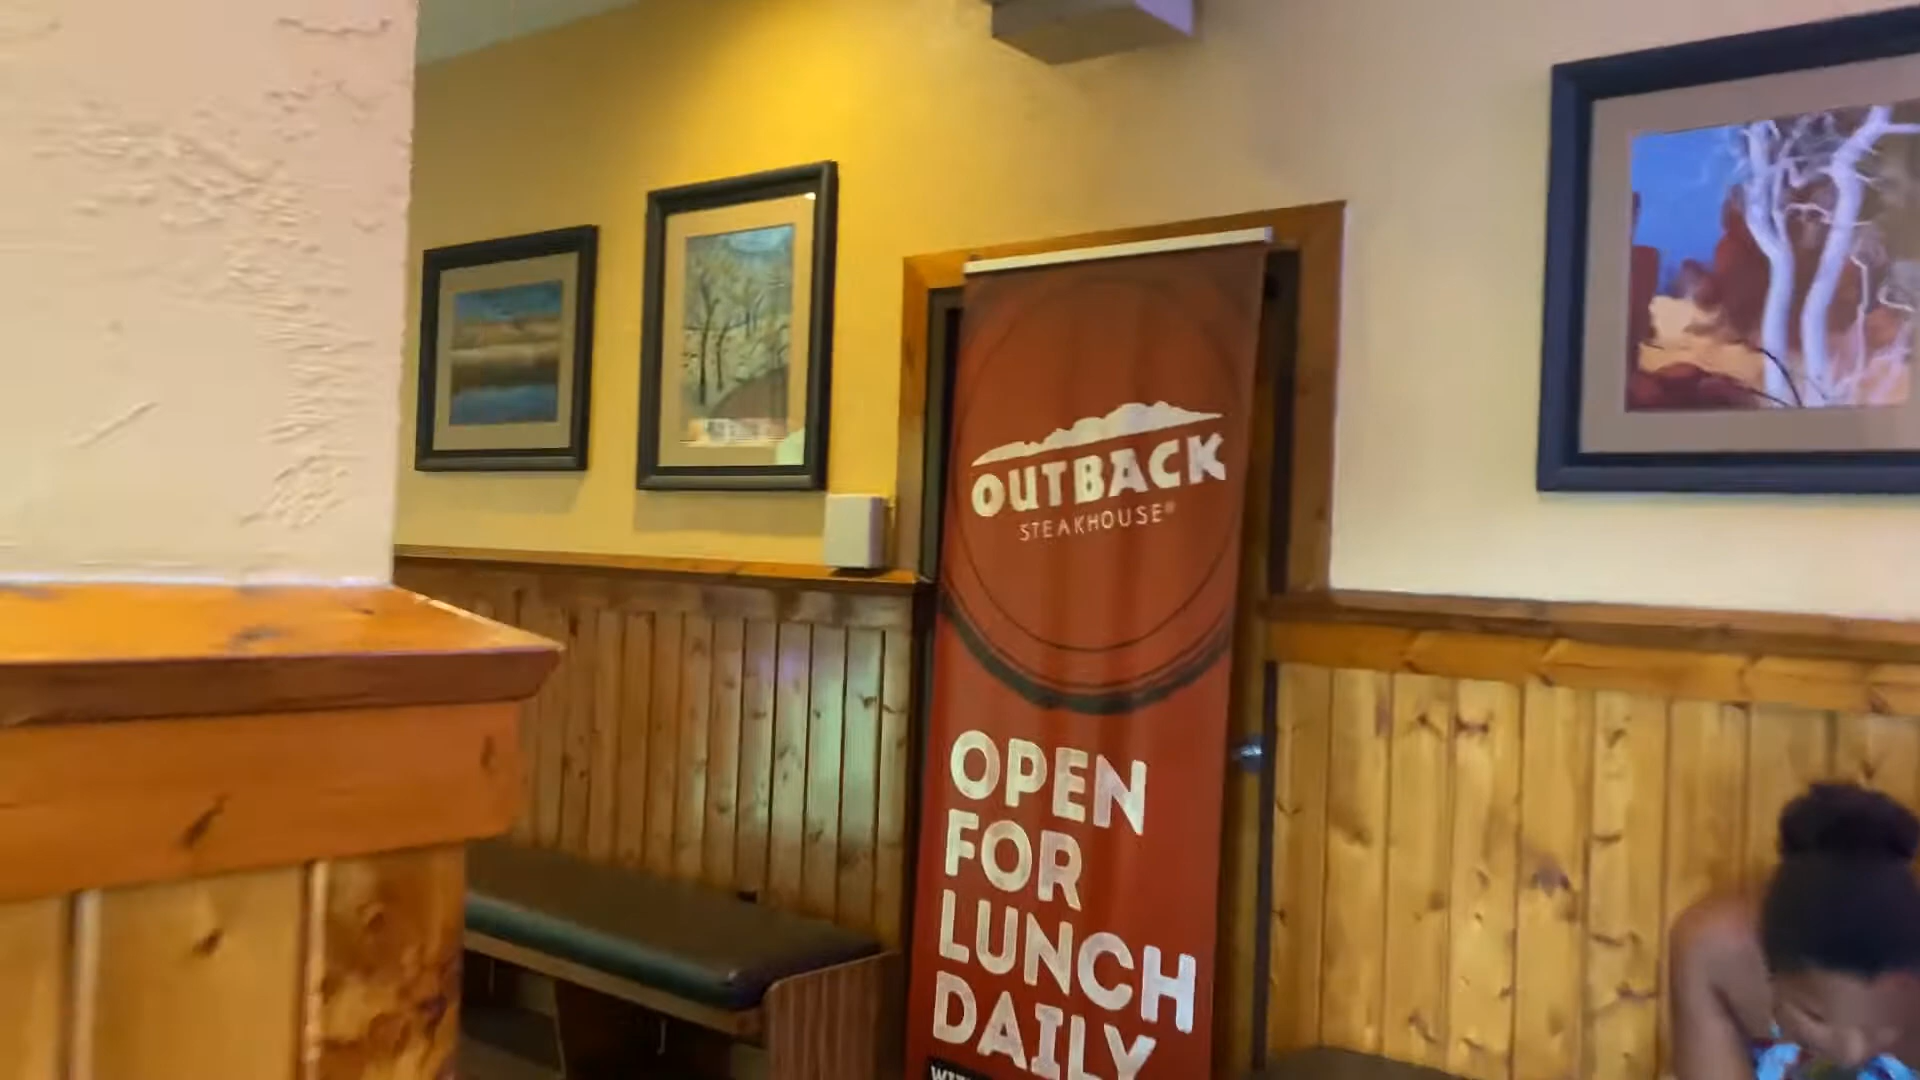 OUTBACK
STEAKHOUSE®
OPEN
FOR
LUNCH
DAILY